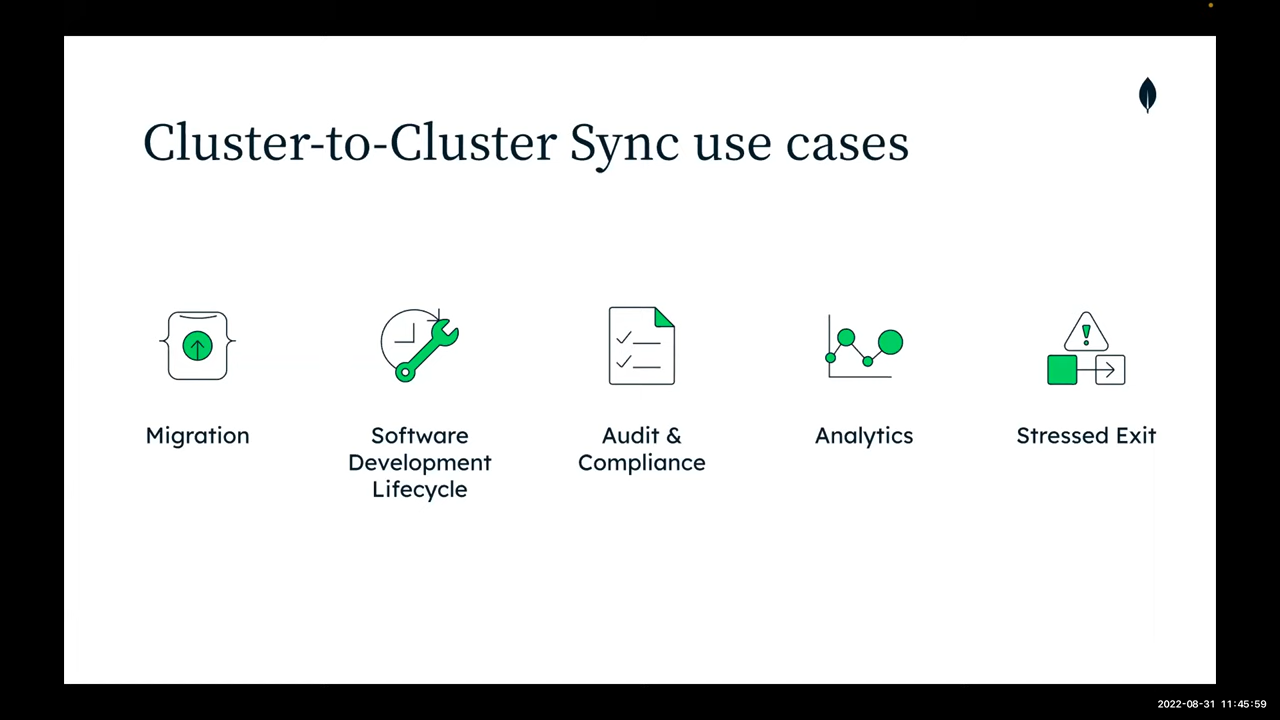 Cluster-to-Cluster Sync use cases
Migration
Software
Development
Lifecycle
Audit &
Compliance
Analytics
Stressed Exit
2022-08-31 11:45:59